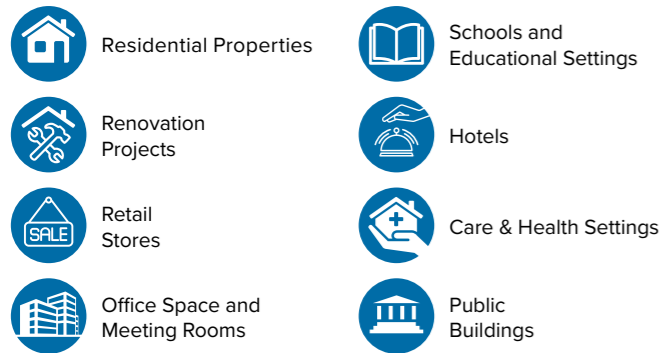 Residential Properties
Schools and
Educational Settings
Renovation
Projects
Hotels
Retail
Stores
SALE
Care & Health Settings
Office Space and
Meeting Rooms
Public
Buildings